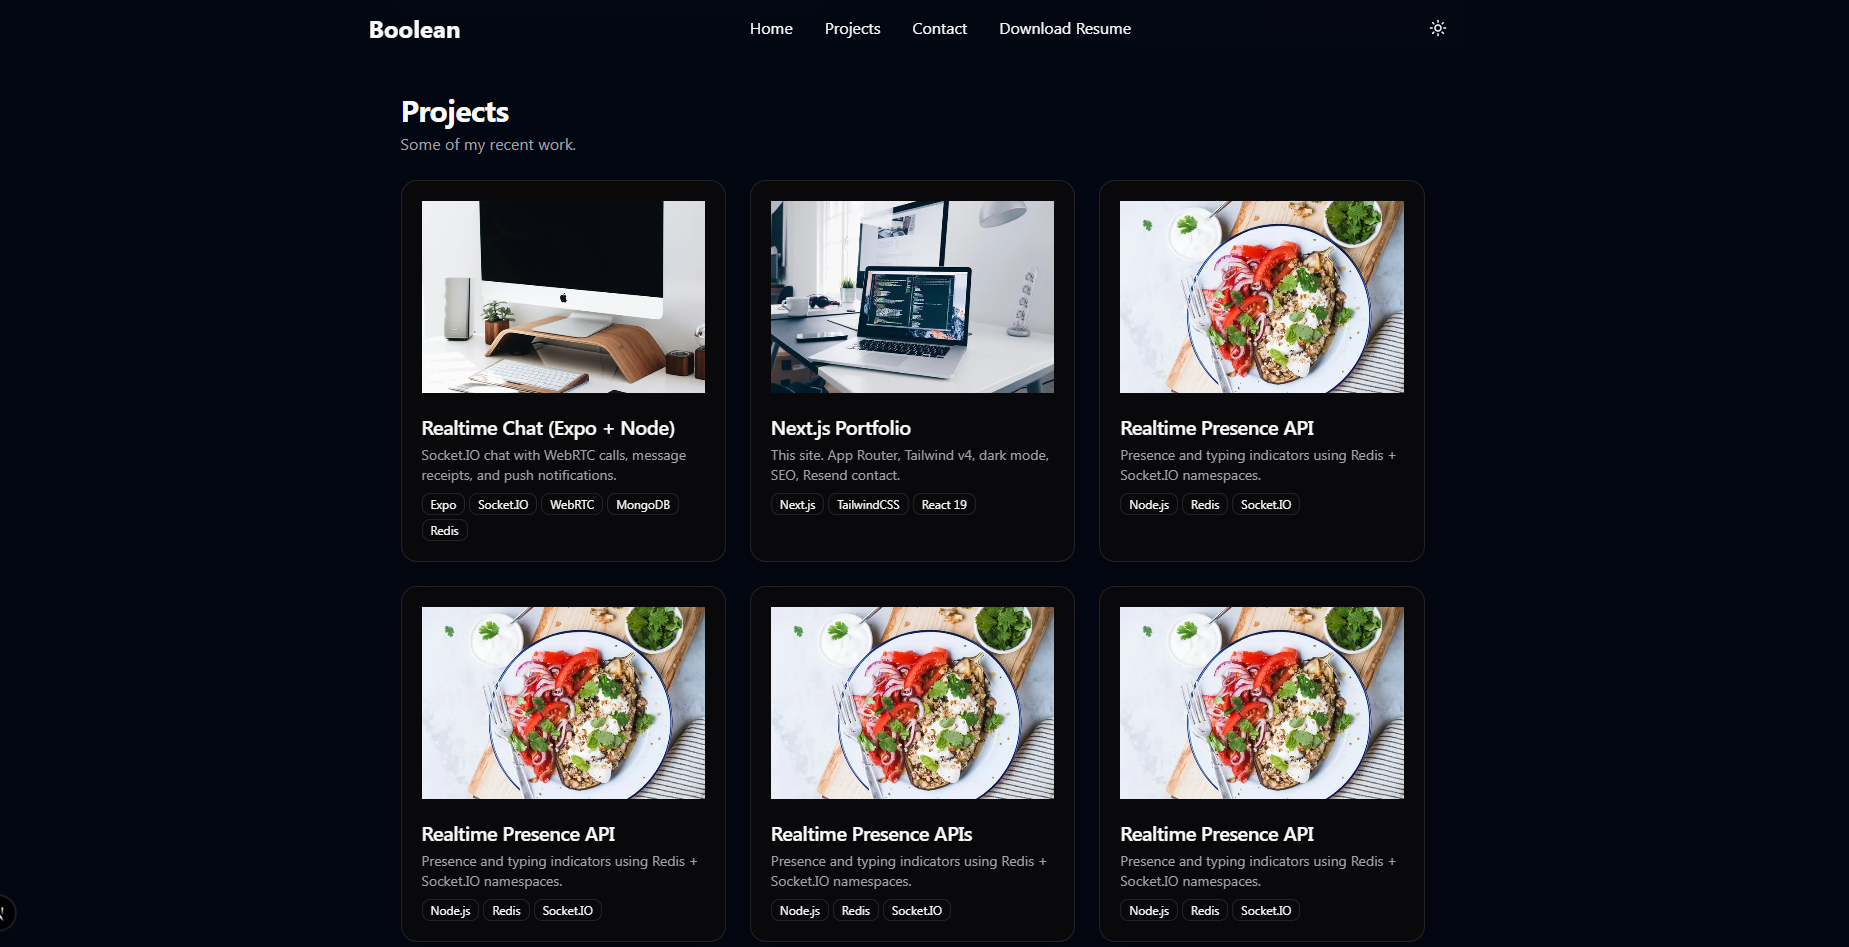 Boolean
Home Projects Contact Download Resume
Projects
Some of my recent work.
Realtime Chat (Expo + Node)
Socket.IO chat with WebRTC calls, message
receipts, and push notifications.
Expo Socket.IO WebRTC MongoDB
Redis
Next.js Portfolio
This site. App Router, Tailwind v4, dark mode,
SEO, Resend contact.
Next.js TailwindCSS React 19
Realtime Presence API
Presence and typing indicators using Redis +
Socket.IO namespaces.
Node.js Redis Socket.IO
Realtime Presence API
Presence and typing indicators using Redis +
Socket.IO namespaces.
Node.js Redis Socket.IO
Realtime Presence APIs
Presence and typing indicators using Redis +
Socket.IO namespaces.
Node.js Redis Socket.IO
Realtime Presence API
Presence and typing indicators using Redis +
Socket.IO namespaces.
Node.js Redis Socket.IO